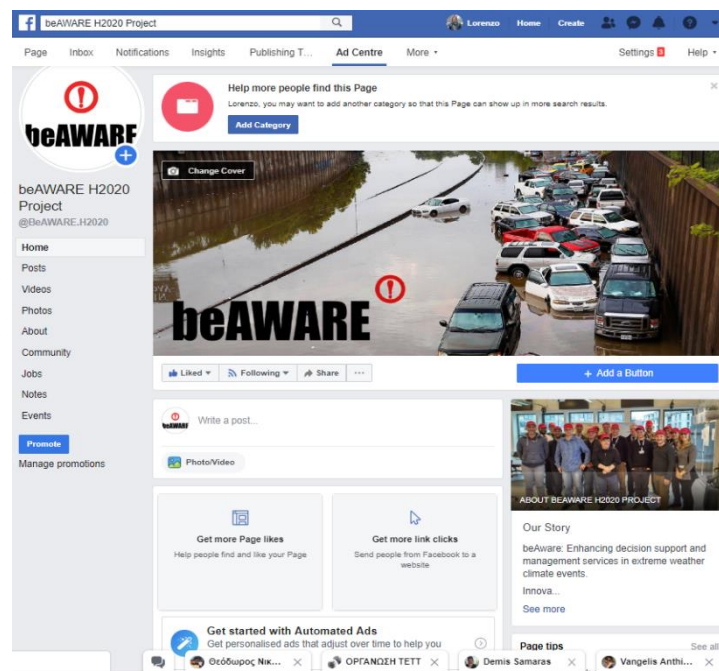 beAWARE H2020 Project
Lorenzo Home Create
Page Inbox Notifications Insights Publishing T... Ad Centre More Settings 3 Help
beAWARE
beAWARE H2020
Project
@BeAWARE.H2020
Home
Posts
Videos
Photos
About
Community
Jobs
Notes
Events
Promote
Manage promotions
Help more people find this Page
Lorenzo, you may want to add another category so that this Page can show up in more search results.
Add Category
Change Cover
beAWARE
Liked Following Share ...
+ Add a Button
beAWARE Write a post...
Photo/Video
Get more Page likes
Help people find and like your Page
Get more link clicks
Send people from Facebook to a
website
Get started with Automated Ads
Get personalised ads that adjust over time to help you
ABOUT BEAWARE H2020 PROJECT
Our Story
beAware: Enhancing decision support and
management services in extreme weather
climate events.
Innova...
See more
Page tips See all
Θεόδωρος Νικ... ΟΡΓΑΝΩΣΗ ΤΕΤΤ Demis Samaras Vangelis Anthi...